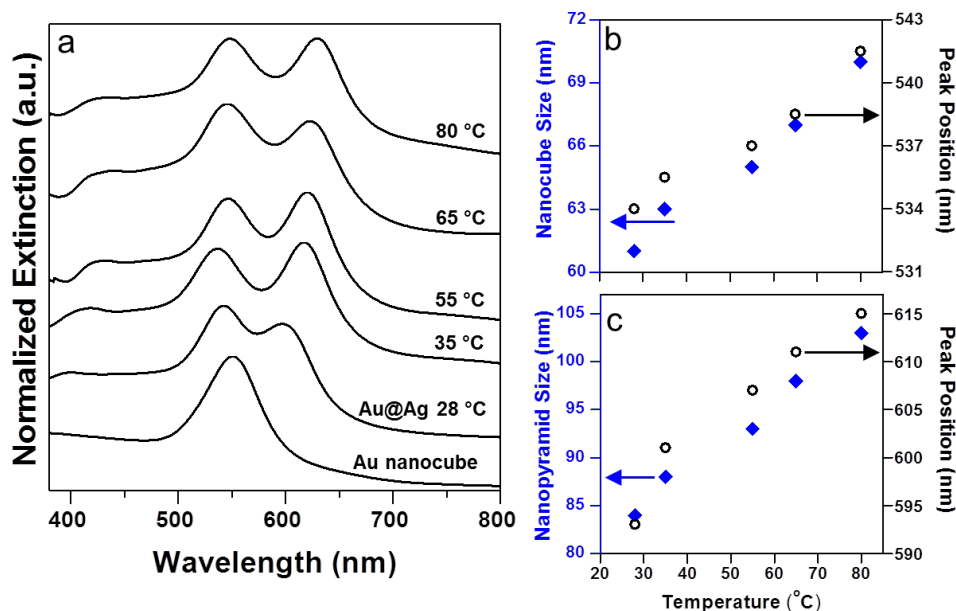 a
Normalized Extinction (a.u.)
80 °C
65 °C
55 °C
35 °C
Au@Ag 28 °C
Au nanocube
400 500 600 700 800
Wavelength (nm)
b
Nanocube Size (nm)
72
69
66
63
60
543
540
537
534
531
Peak Position (nm)
c
Nanopyramid Size (nm)
105
100
95
90
85
80
615
610
605
600
595
590
Peak Position (nm)
20 30 40 50 60 70 80
Temperature (°C)